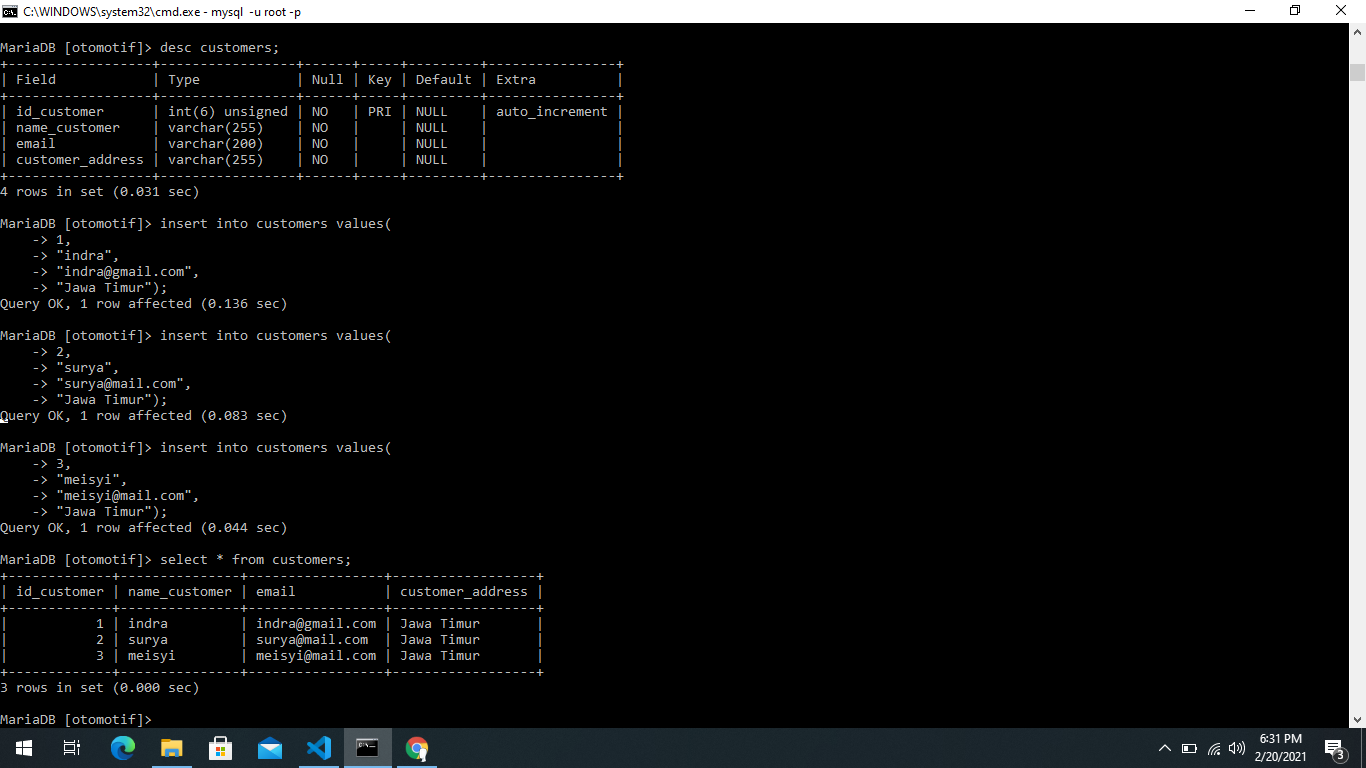 C:\WINDOWS\system32\cmd.exe - mysql  -u root -p
MariaDB [otomotif]> desc customers;
+------------------+-----------------+------+-----+---------+----------------+
| Field            | Type            | Null | Key | Default | Extra          |
+------------------+-----------------+------+-----+---------+----------------+
| id_customer      | int(6) unsigned | NO   | PRI | NULL    | auto_increment |
| name_customer    | varchar(255)    | NO   |     | NULL    |                |
| email            | varchar(200)    | NO   |     | NULL    |                |
| customer_address | varchar(255)    | NO   |     | NULL    |                |
+------------------+-----------------+------+-----+---------+----------------+
4 rows in set (0.031 sec)
MariaDB [otomotif]> insert into customers values(
    -> 1,
    -> "indra",
    -> "indra@gmail.com",
    -> "Jawa Timur");
Query OK, 1 row affected (0.136 sec)
MariaDB [otomotif]> insert into customers values(
    -> 2,
    -> "surya",
    -> "surya@mail.com",
    -> "Jawa Timur");
Query OK, 1 row affected (0.083 sec)
MariaDB [otomotif]> insert into customers values(
    -> 3,
    -> "meisyi",
    -> "meisyi@mail.com",
    -> "Jawa Timur");
Query OK, 1 row affected (0.044 sec)
MariaDB [otomotif]> select * from customers;
+-------------+---------------+-----------------+------------------+
| id_customer | name_customer | email           | customer_address |
+-------------+---------------+-----------------+------------------+
|           1 | indra         | indra@gmail.com | Jawa Timur       |
|           2 | surya         | surya@mail.com  | Jawa Timur       |
|           3 | meisyi        | meisyi@mail.com | Jawa Timur       |
+-------------+---------------+-----------------+------------------+
3 rows in set (0.000 sec)
MariaDB [otomotif]>
6:31 PM
2/20/2021
3